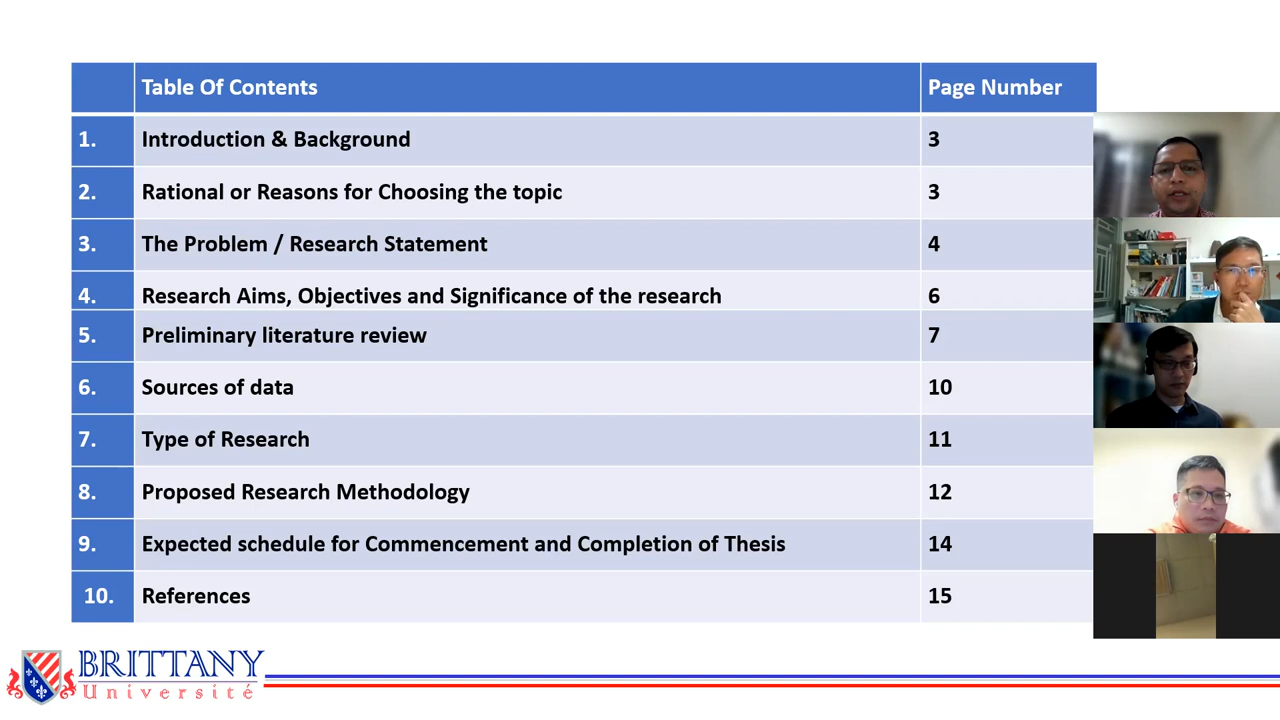 Table Of Contents Page Number
1. Introduction & Background 3
2. Rational or Reasons for Choosing the topic 3
3. The Problem / Research Statement 4
4. Research Aims, Objectives and Significance of the research 6
5. Preliminary literature review 7
6. Sources of data 10
7. Type of Research 11
8. Proposed Research Methodology 12
9. Expected schedule for Commencement and Completion of Thesis 14
10. References 15
BRITTANY
Université